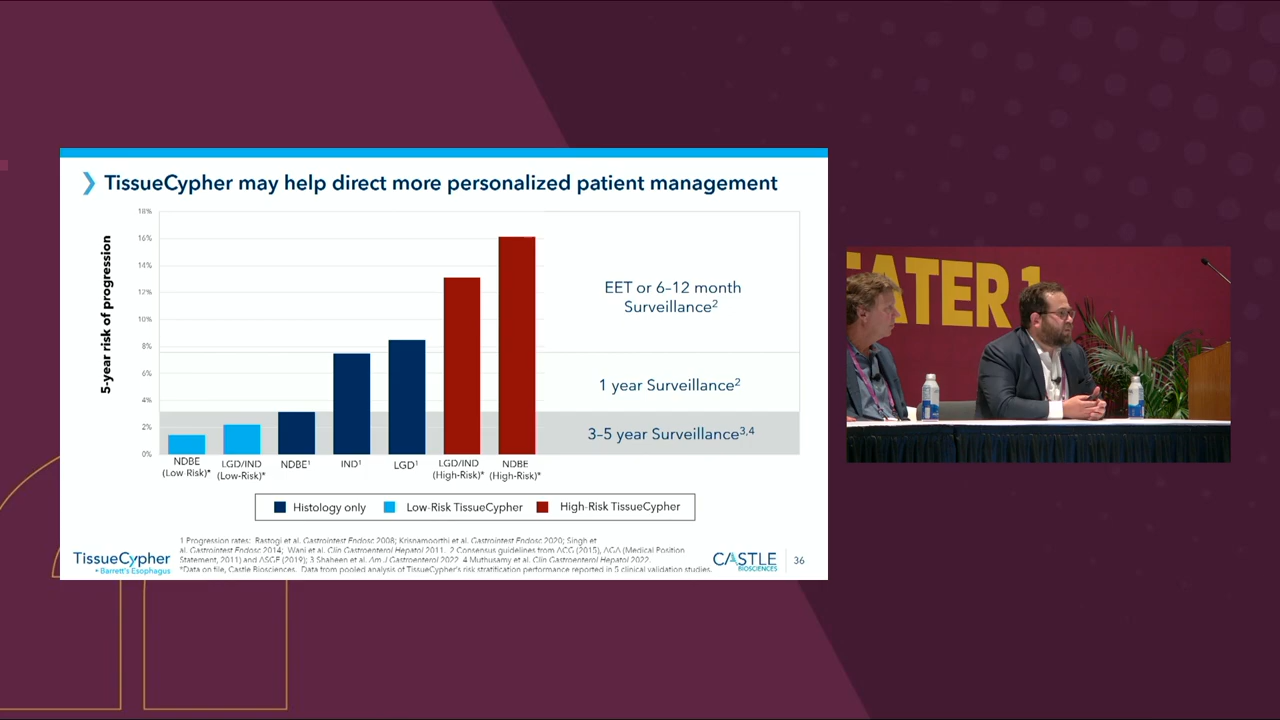 TissueCypher may help direct more personalized patient management
5-year risk of progression
18%
16%
14%
12%
10%
8%
6%
4%
2%
0%
EET or 6–12 month
Surveillance2
1 year Surveillance2
3–5 year Surveillance3,4
NDBE
(Low-Risk)*
LGD/IND
(Low-Risk)*
NDBE1
IND1
LGD1
LGD/IND
(High-Risk)*
NDBE
(High-Risk)*
Histology only
Low-Risk TissueCypher
High-Risk TissueCypher
1 Progression rates: Rastogi et al. Gastrointest Endosc 2008; Krisnamoorthi et al. Gastrointest Endosc 2020; Singh et
al. Gastrointest Endosc 2014; Wani et al. Clin Gastroenterol Hepatol 2011. 2 Consensus guidelines from ACG (2015), AGA (Medical Position
Statement, 2011) and ASGE (2019); 3 Shaheen et al. Am J Gastroenterol 2022 4 Muthusamy et al. Clin Gastroenterol Hepatol 2022.
*Data on file, Castle Biosciences. Data from pooled analysis of TissueCypher's risk stratification performance reported in 5 clinical validation studies.
TissueCypher
Barrett's Esophagus
CASTLE
BIOSCIENCES
36
EATER 1